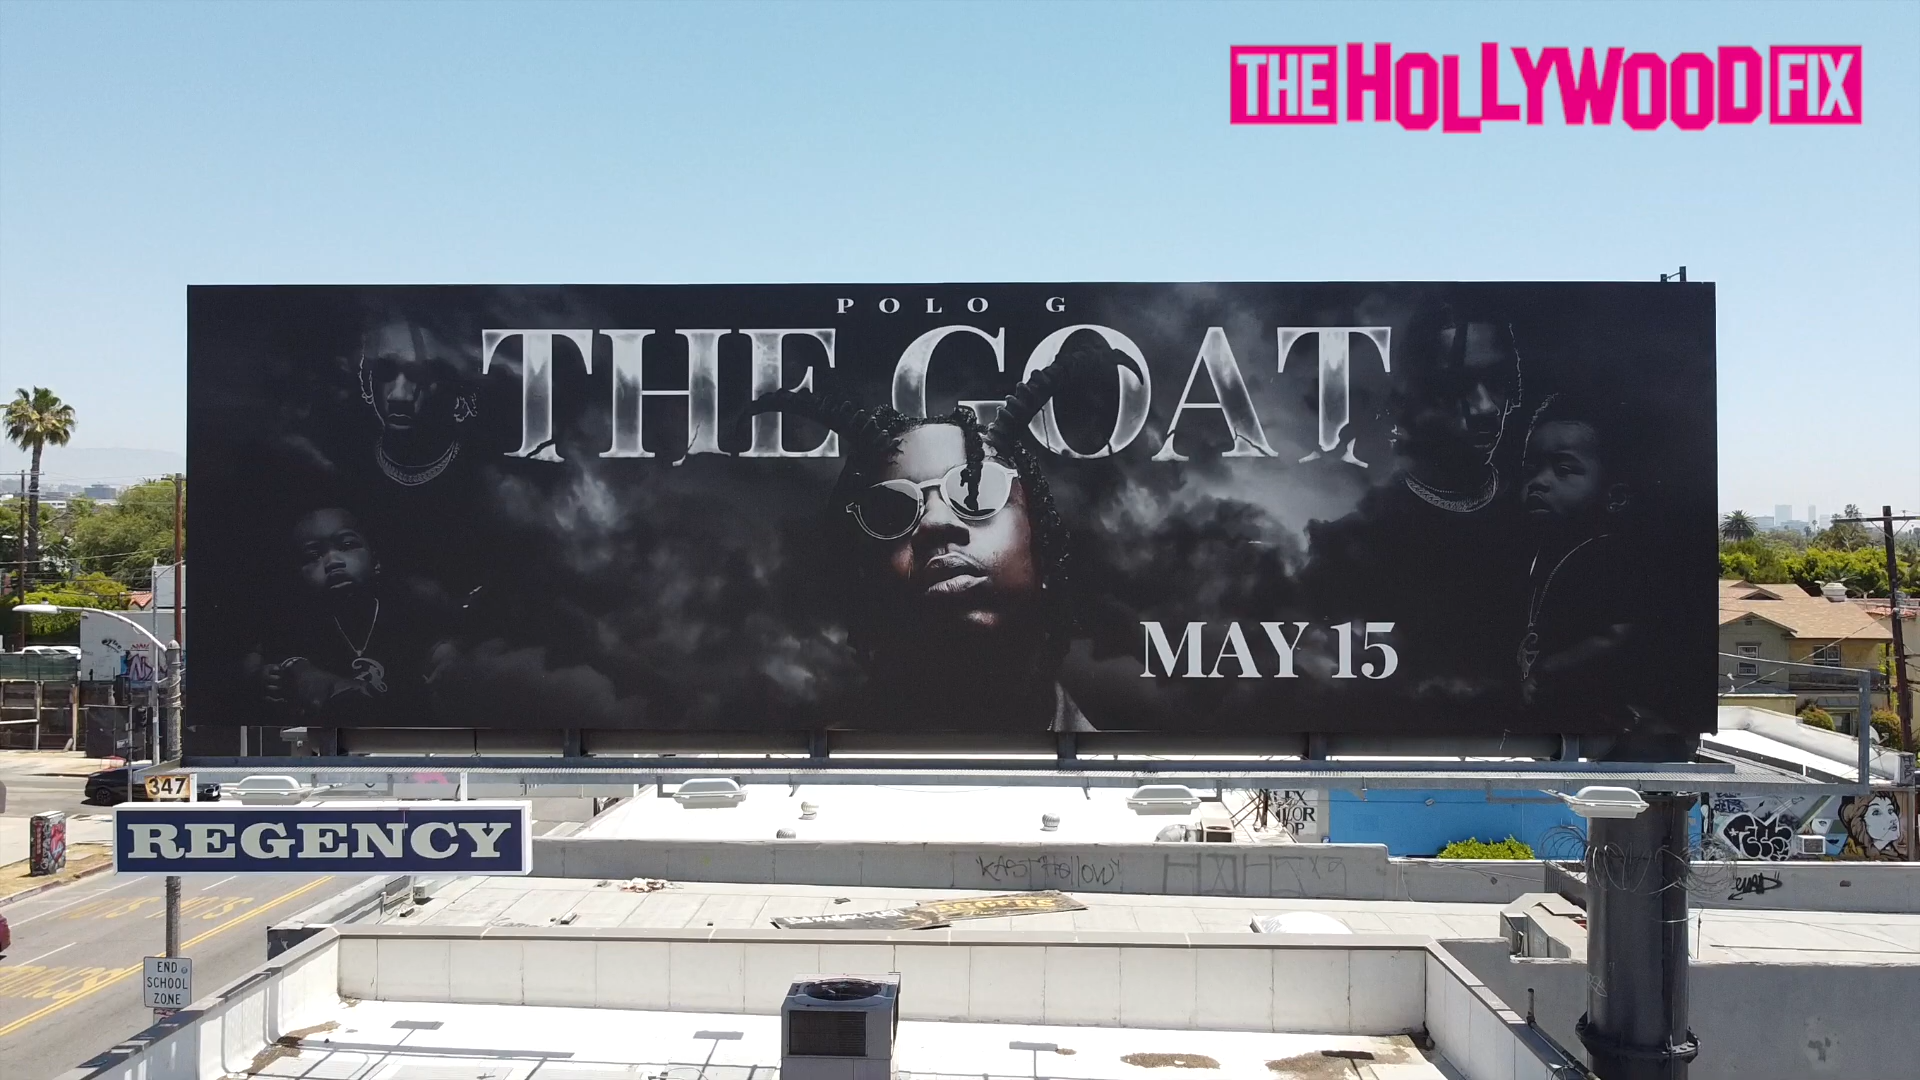 THE HOLLYWOOD FIX
POLO G
THE GOAT
MAY 15
347
REGENCY
END
SCHOOL
ZONE